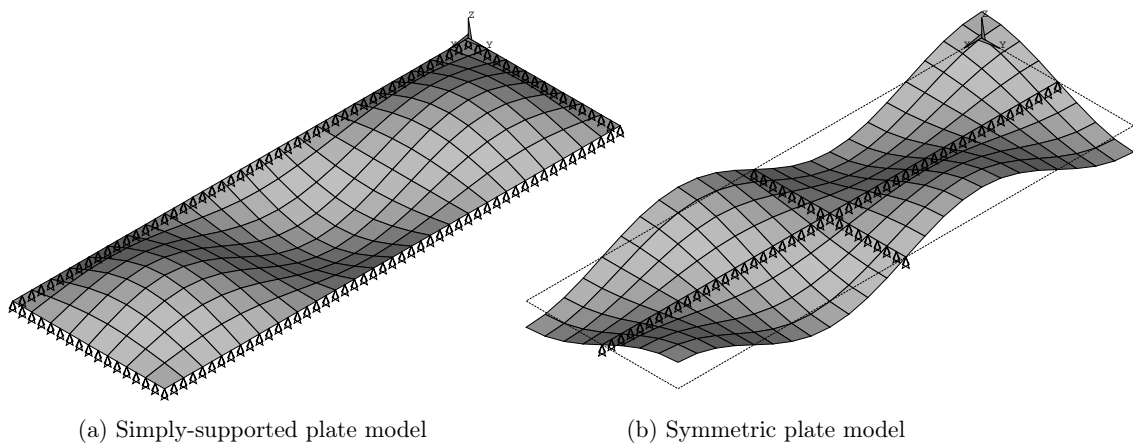 Z
X Y
Z
X Y
(a) Simply-supported plate model
(b) Symmetric plate model